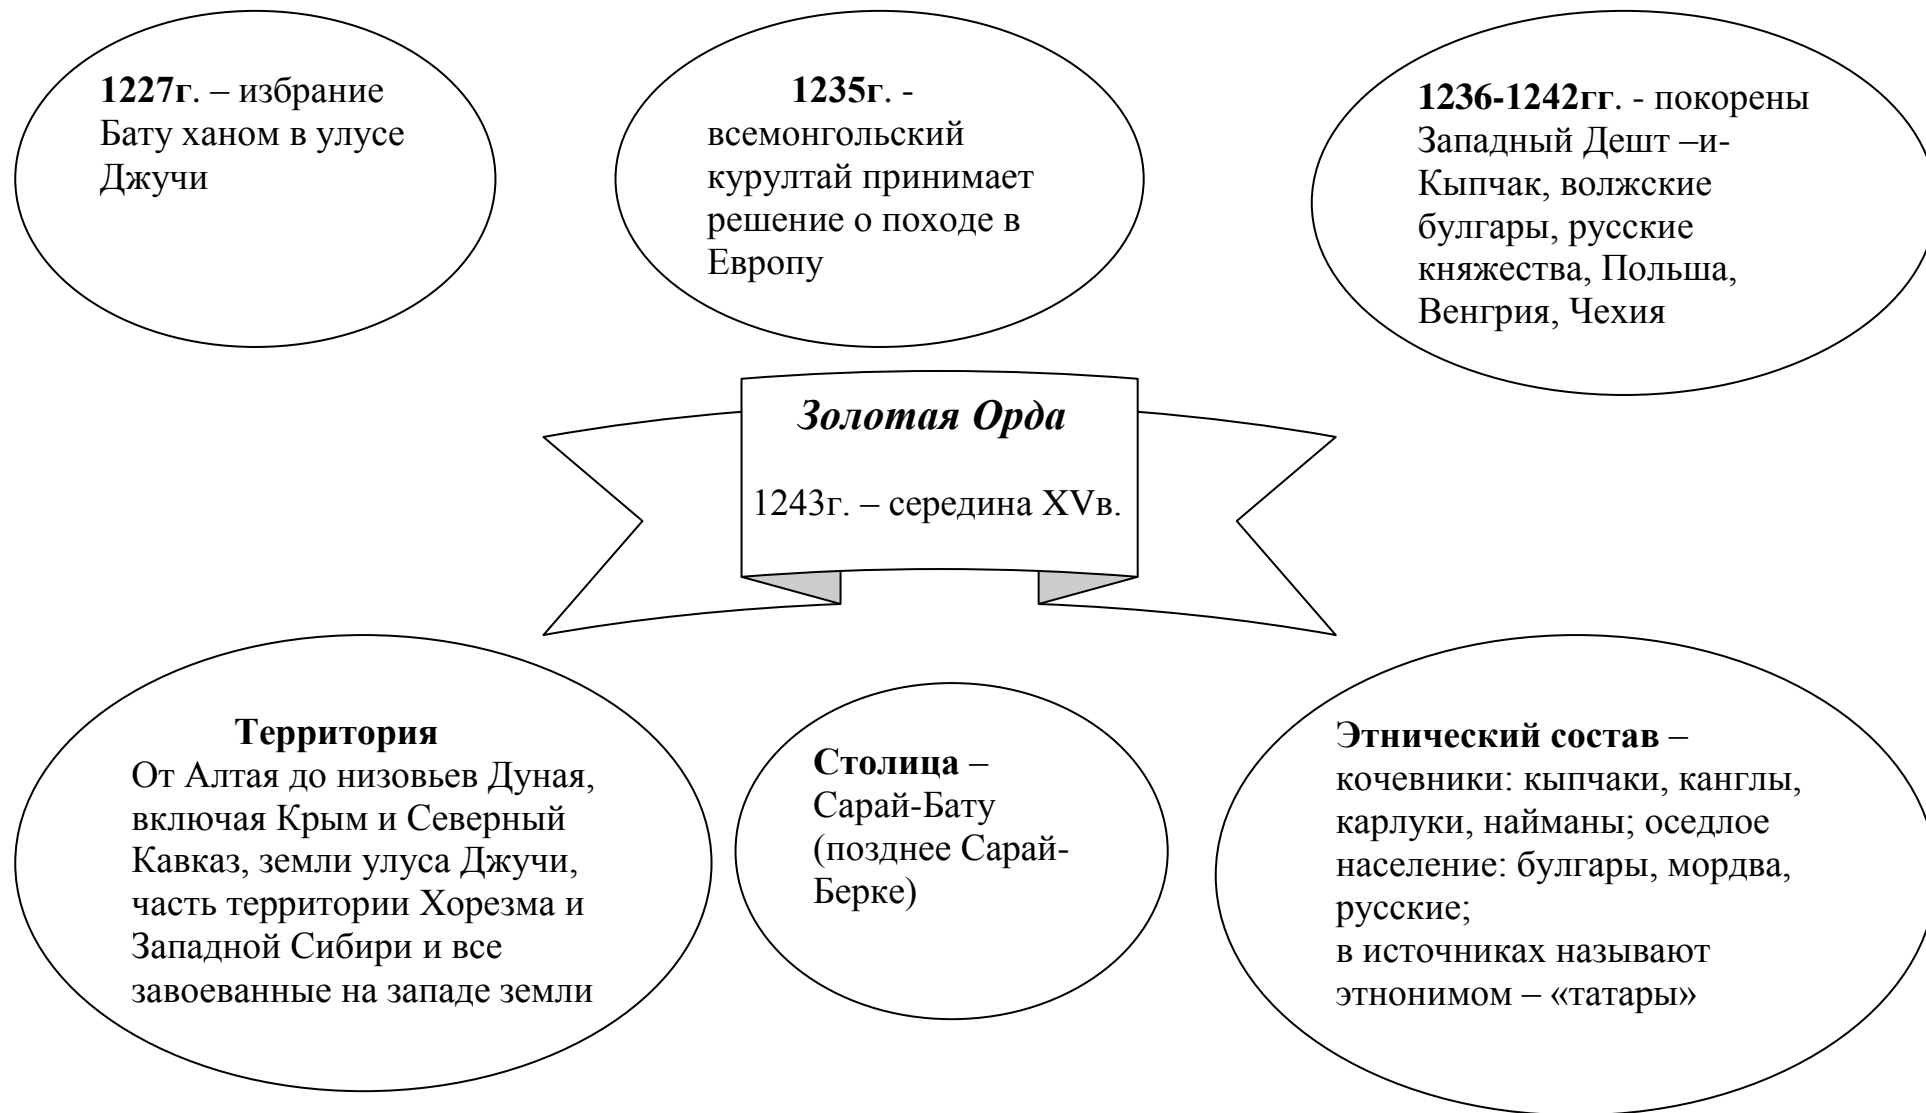 1227г. – избрание
Бату ханом в улусе
Джучи
1235г. -
всемонгольский
курултай принимает
решение о походе в
Европу
1236-1242гг. - покорены
Западный Дешт –и-
Кыпчак, волжские
булгары, русские
княжества, Польша,
Венгрия, Чехия
Золотая Орда
1243г. – середина XVв.
Территория
От Алтая до низовьев Дуная,
включая Крым и Северный
Кавказ, земли улуса Джучи,
часть территории Хорезма и
Западной Сибири и все
завоеванные на западе земли
Столица –
Сарай-Бату
(позднее Сарай-
Берке)
Этнический состав –
кочевники: кыпчаки, канглы,
карлуки, найманы; оседлое
население: булгары, мордва,
русские;
в источниках называют
этнонимом – «татары»